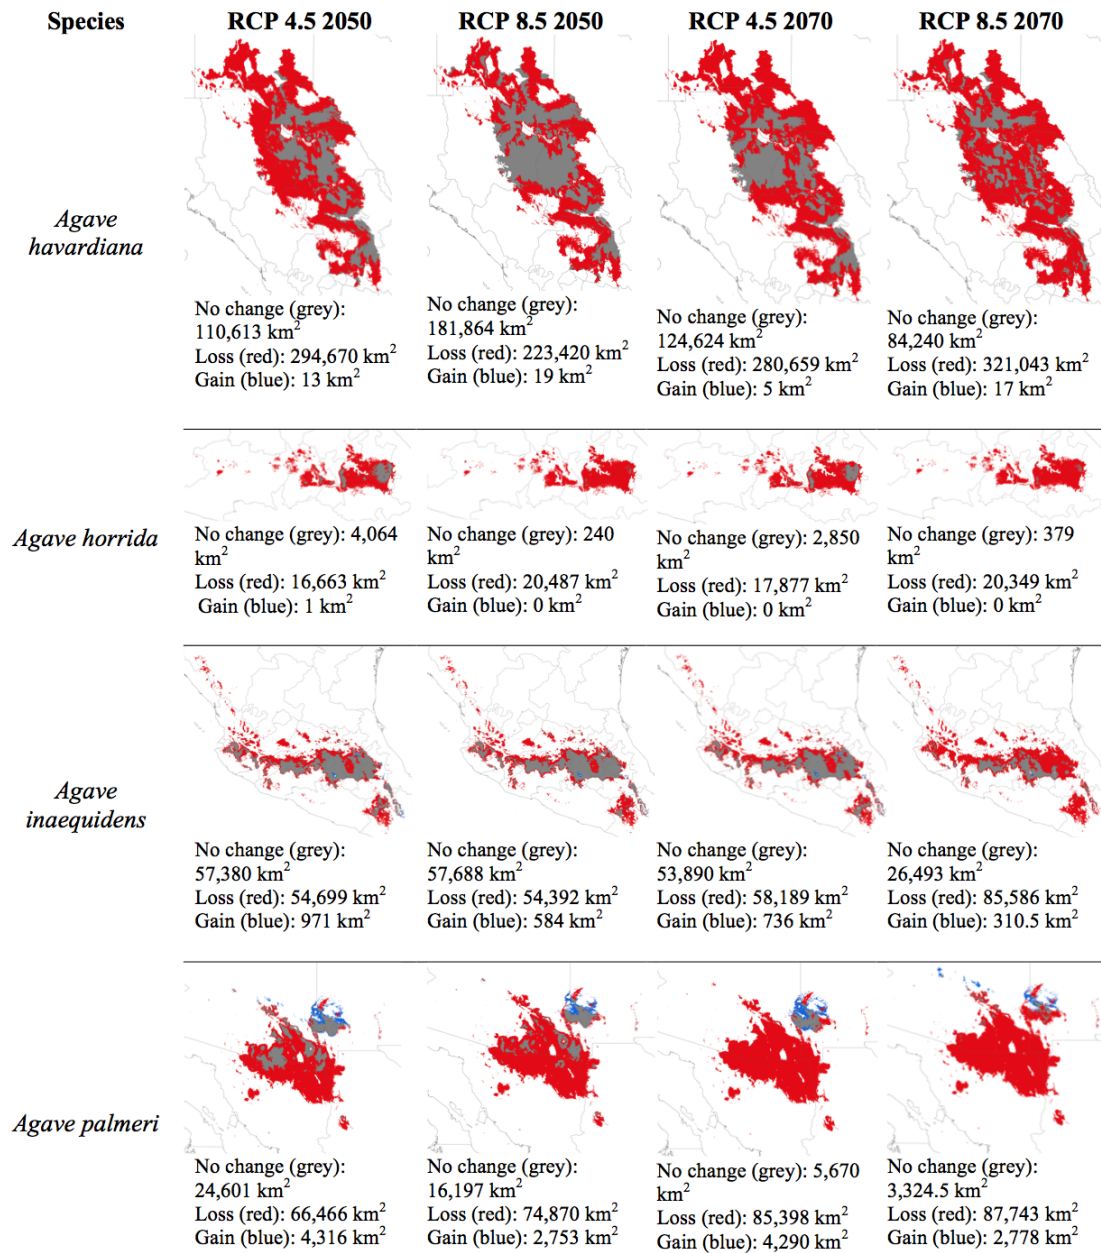 Species RCP 4.5 2050 RCP 8.5 2050 RCP 4.5 2070 RCP 8.5 2070
Agave
havardiana
No change (grey):
110,613 km²
Loss (red): 294,670 km²
Gain (blue): 13 km²
No change (grey):
181,864 km²
Loss (red): 223,420 km²
Gain (blue): 19 km²
No change (grey):
124,624 km²
Loss (red): 280,659 km²
Gain (blue): 5 km²
No change (grey):
84,240 km²
Loss (red): 321,043 km²
Gain (blue): 17 km²
Agave horrida
No change (grey): 4,064
km²
Loss (red): 16,663 km²
Gain (blue): 1 km²
No change (grey): 240
km²
Loss (red): 20,487 km²
Gain (blue): 0 km²
No change (grey): 2,850
km²
Loss (red): 17,877 km²
Gain (blue): 0 km²
No change (grey): 379
km²
Loss (red): 20,349 km²
Gain (blue): 0 km²
Agave
inaequidens
No change (grey):
57,380 km²
Loss (red): 54,699 km²
Gain (blue): 971 km²
No change (grey):
57,688 km²
Loss (red): 54,392 km²
Gain (blue): 584 km²
No change (grey):
53,890 km²
Loss (red): 58,189 km²
Gain (blue): 736 km²
No change (grey):
26,493 km²
Loss (red): 85,586 km²
Gain (blue): 310.5 km²
Agave palmeri
No change (grey):
24,601 km²
Loss (red): 66,466 km²
Gain (blue): 4,316 km²
No change (grey):
16,197 km²
Loss (red): 74,870 km²
Gain (blue): 2,753 km²
No change (grey): 5,670
km²
Loss (red): 85,398 km²
Gain (blue): 4,290 km²
No change (grey):
3,324.5 km²
Loss (red): 87,743 km²
Gain (blue): 2,778 km²